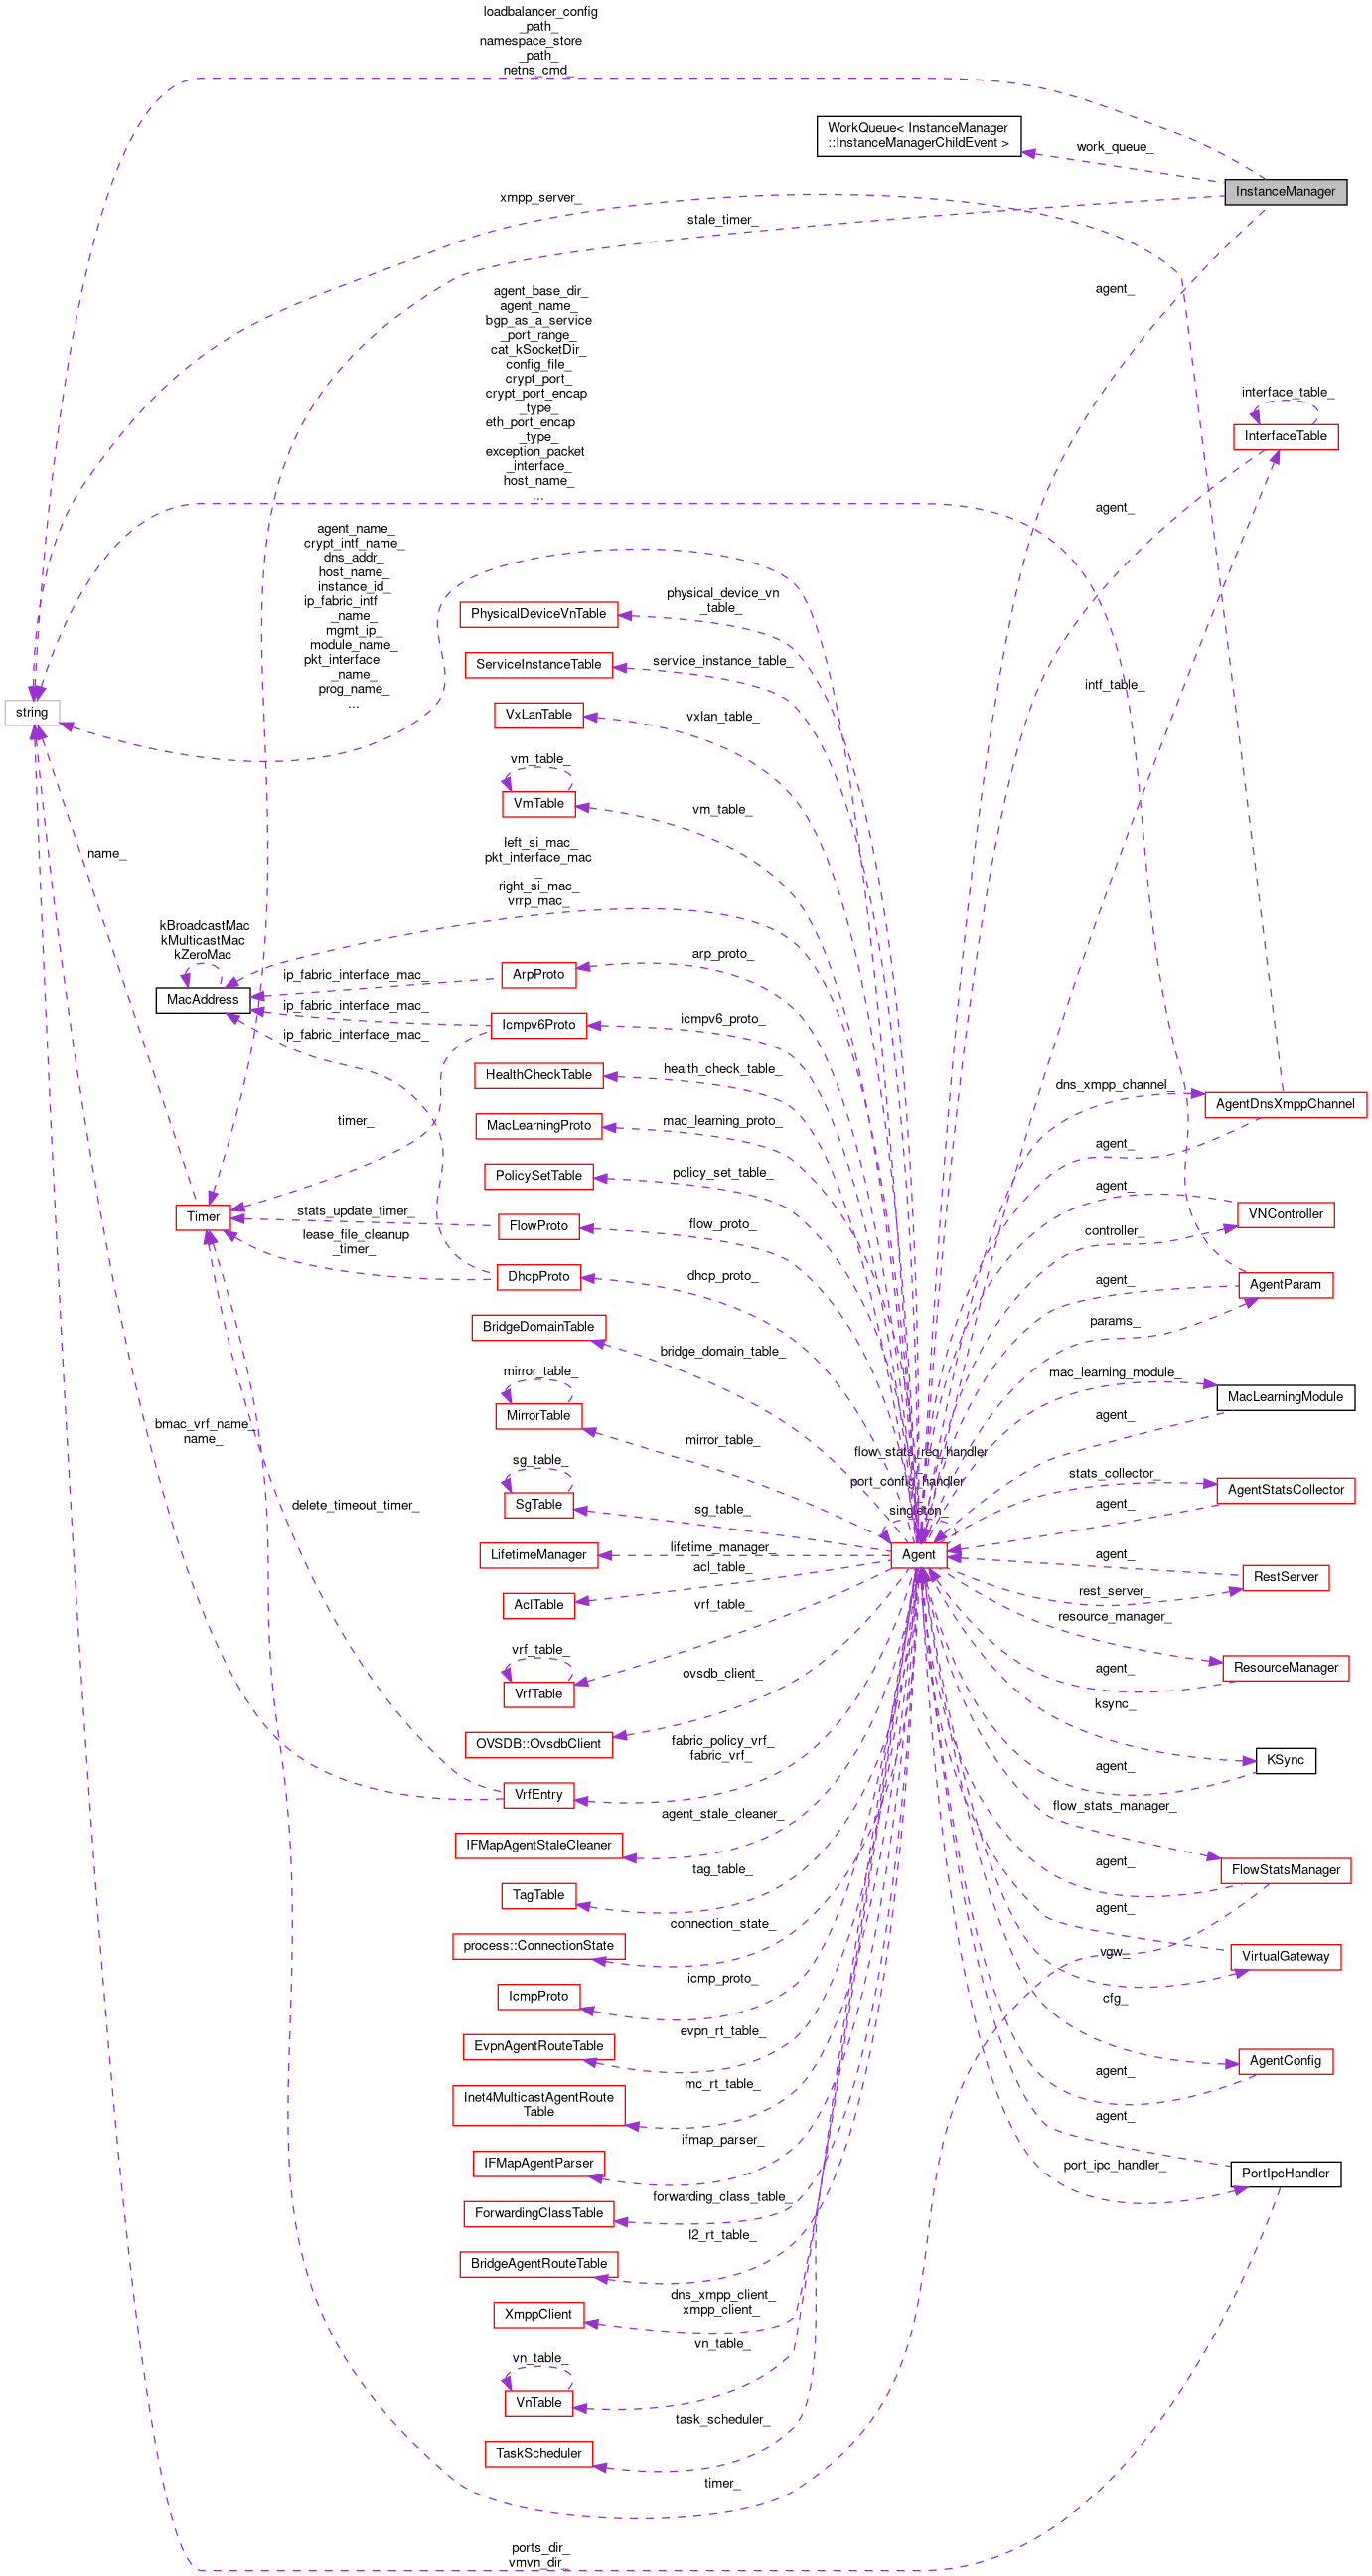 loadbalancer_config
_path_
namespace_store
_path_
netns_cmd_
WorkQueue< InstanceManager
::InstanceManagerChildEvent >
work_queue_
InstanceManager
xmpp_server_
stale_timer_
agent_
agent_base_dir_
agent_name_
bgp_as_a_service
_port_range_
cat_kSocketDir_
config_file_
crypt_port_
crypt_port_encap
_type_
eth_port_encap
_type_
exception_packet
_interface_
host_name_
...
interface_table_
InterfaceTable
agent_
agent_name_
crypt_intf_name_
dns_addr_
host_name_
instance_id_
ip_fabric_intf
_name_
mgmt_ip_
module_name_
pkt_interface
_name_
prog_name_
...
physical_device_vn
_table_
PhysicalDeviceVnTable
service_instance_table_
ServiceInstanceTable
intf_table_
string
VxLanTable
vxlan_table_
vm_table_
VmTable
vm_table_
left_si_mac_
pkt_interface_mac
_
right_si_mac_
vrrp_mac_
name_
kBroadcastMac
kMulticastMac
kZeroMac
MacAddress
ip_fabric_interface_mac_
ArpProto
arp_proto_
ip_fabric_interface_mac_
Icmpv6Proto
icmpv6_proto_
ip_fabric_interface_mac_
HealthCheckTable
health_check_table_
dns_xmpp_channel_
AgentDnsXmppChannel
timer_
MacLearningProto
mac_learning_proto_
agent_
PolicySetTable
policy_set_table_
agent_
Timer
stats_update_timer_
FlowProto
flow_proto_
controller_
VNController
lease_file_cleanup
_timer_
DhcpProto
dhcp_proto_
agent_
AgentParam
BridgeDomainTable
bridge_domain_table_
params_
mirror_table_
MirrorTable
mirror_table_
mac_learning_module_
MacLearningModule
agent_
bmac_vrf_name_
name_
flow_stats_req_handler
_
port_config_handler
_
singleton_
sg_table_
SgTable
sg_table_
stats_collector_
AgentStatsCollector
agent_
delete_timeout_timer_
LifetimeManager
lifetime_manager_
Agent
agent_
RestServer
acl_table_
AclTable
rest_server_
vrf_table_
resource_manager_
vrf_table_
VrfTable
ovsdb_client_
agent_
ResourceManager
OVSDB::OvsdbClient
ksync_
fabric_policy_vrf_
fabric_vrf_
VrfEntry
agent_
KSync
agent_stale_cleaner_
IFMapAgentStaleCleaner
flow_stats_manager_
tag_table_
TagTable
agent_
FlowStatsManager
agent_
connection_state_
process::ConnectionState
vgw_
VirtualGateway
icmp_proto_
IcmpProto
cfg_
evpn_rt_table_
EvpnAgentRouteTable
agent_
AgentConfig
mc_rt_table_
Inet4MulticastAgentRoute
Table
agent_
ifmap_parser_
IFMapAgentParser
port_ipc_handler_
PortIpcHandler
forwarding_class_table_
ForwardingClassTable
l2_rt_table_
BridgeAgentRouteTable
dns_xmpp_client_
xmpp_client_
XmppClient
vn_table_
vn_table_
VnTable
task_scheduler_
TaskScheduler
timer_
ports_dir_
vmvn_dir_